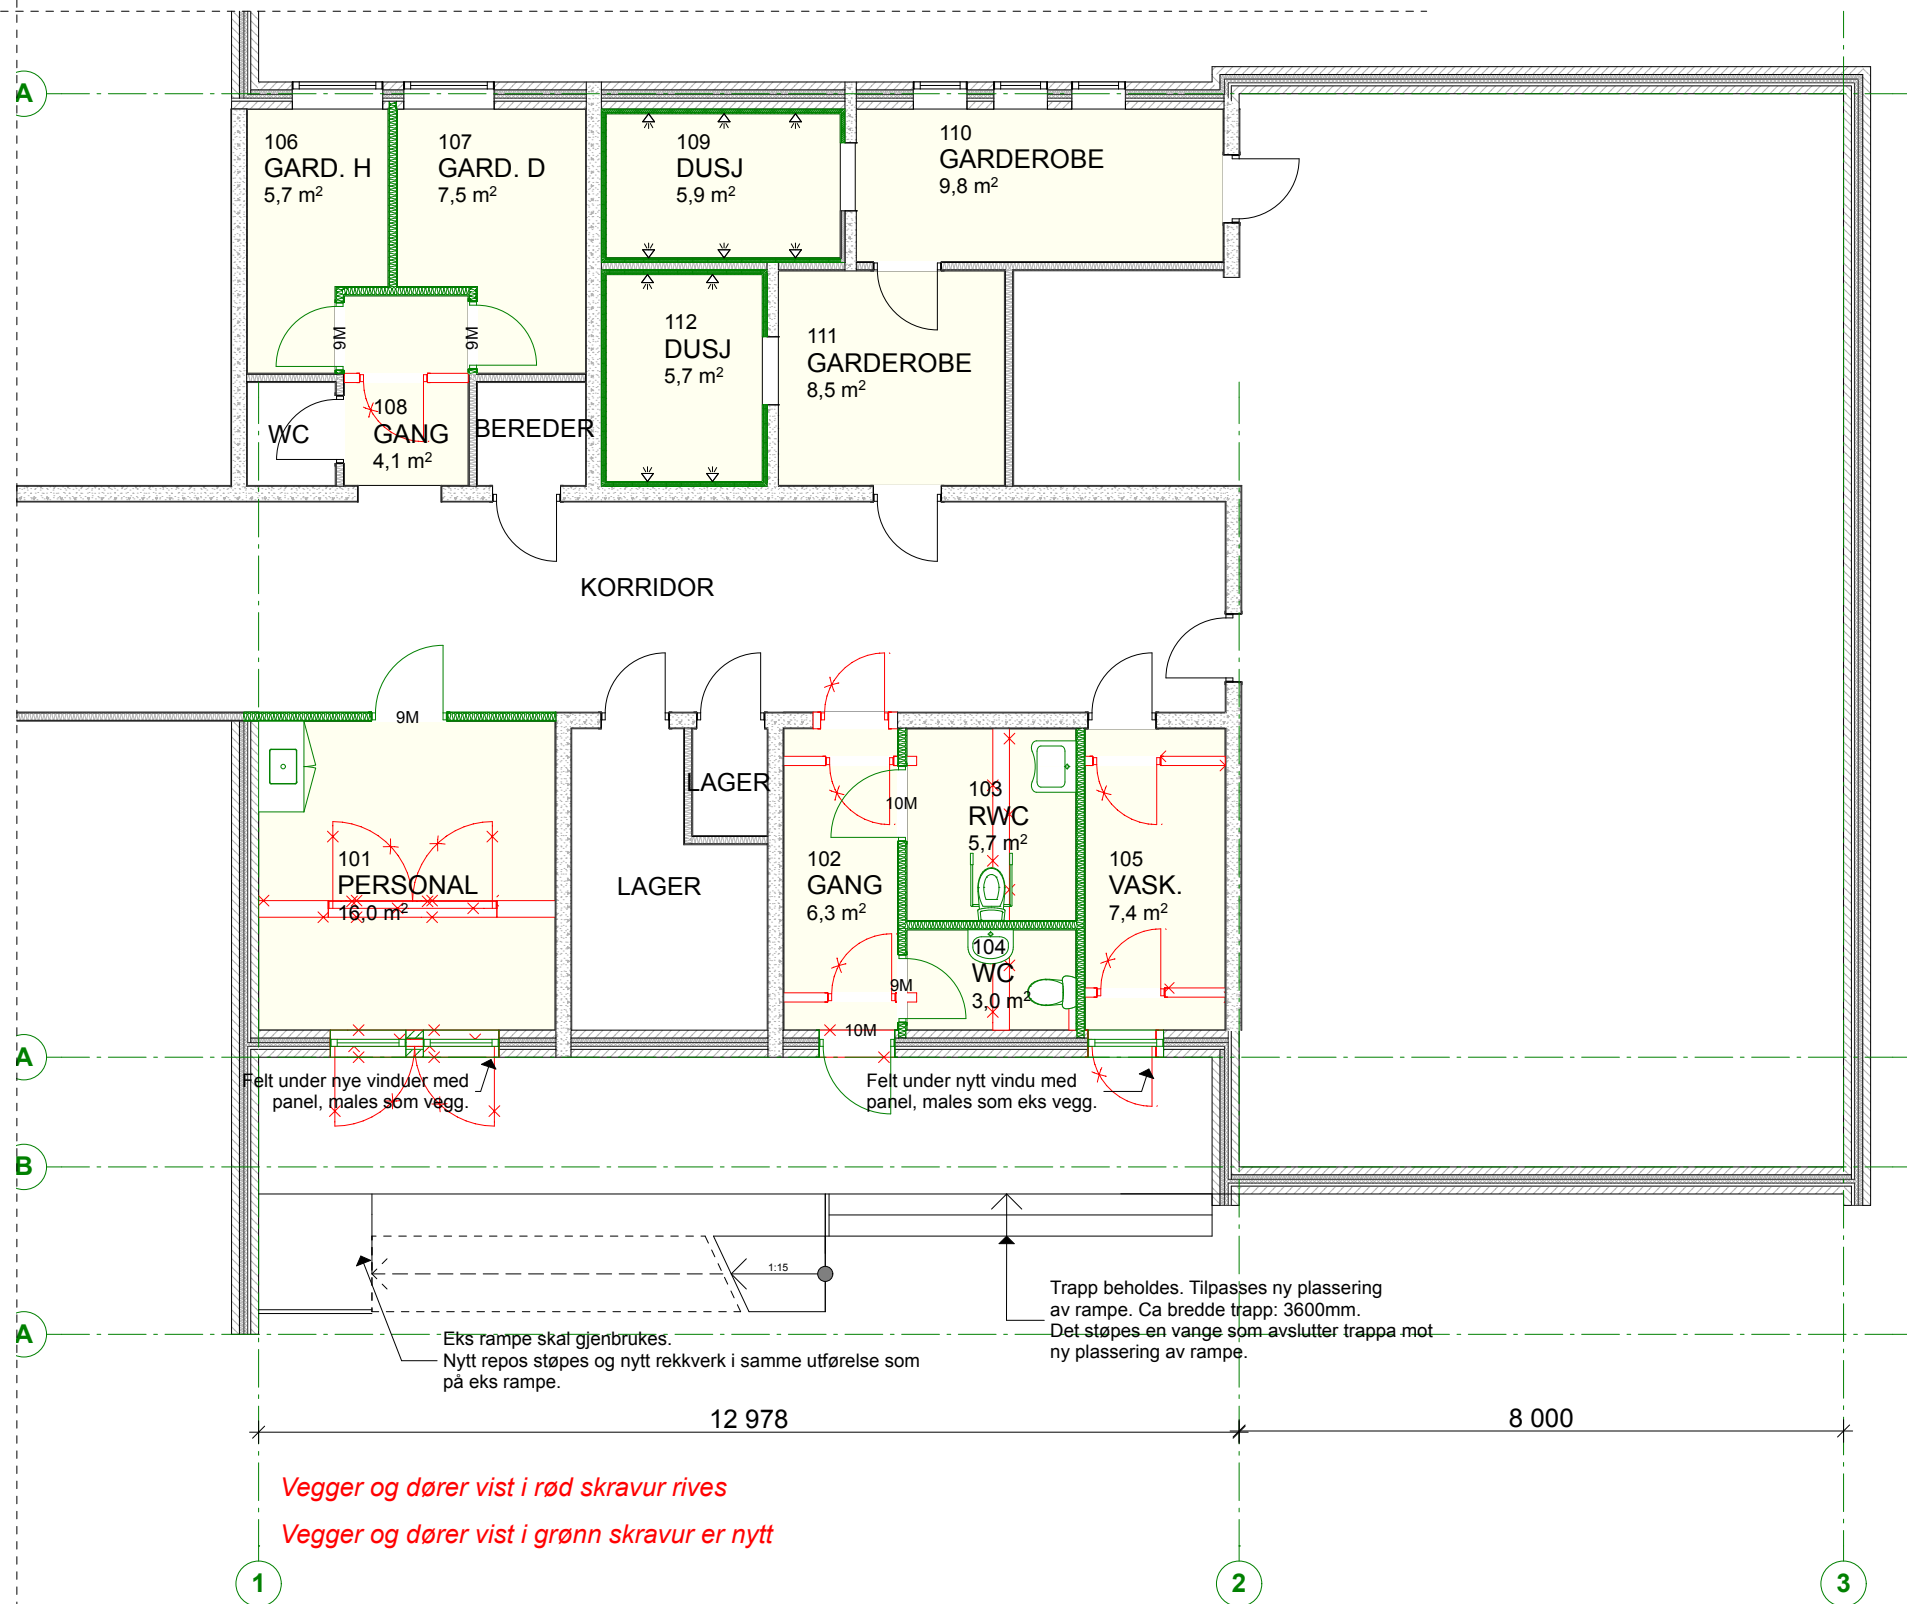 A
106
GARD. H
5,7 m²
107
GARD. D
7,5 m²
109
DUSJ
5,9 m²
110
GARDEROBE
9,8 m²
9M
9M
112
DUSJ
5,7 m²
111
GARDEROBE
8,5 m²
WC
108
GANG
4,1 m²
BEREDER
KORRIDOR
9M
LAGER
101
PERSONAL
16,0 m²
LAGER
10M
103
RWC
5,7 m²
102
GANG
6,3 m²
105
VASK.
7,4 m²
104
WC
3,0 m²
9M
10M
A
Felt under nye vinduer med
panel, males som vegg.
Felt under nytt vindu med
panel, males som eks vegg.
B
1:15
A
Eks rampe skal gjenbrukes.
Nytt repos støpes og nytt rekkverk i samme utførelse som
på eks rampe.
Trapp beholdes. Tilpasses ny plassering
av rampe. Ca bredde trapp: 3600mm.
Det støpes en vange som avslutter trappa mot
ny plassering av rampe.
12 978
8 000
Vegger og dører vist i rød skravur rives
Vegger og dører vist i grønn skravur er nytt
1
2
3